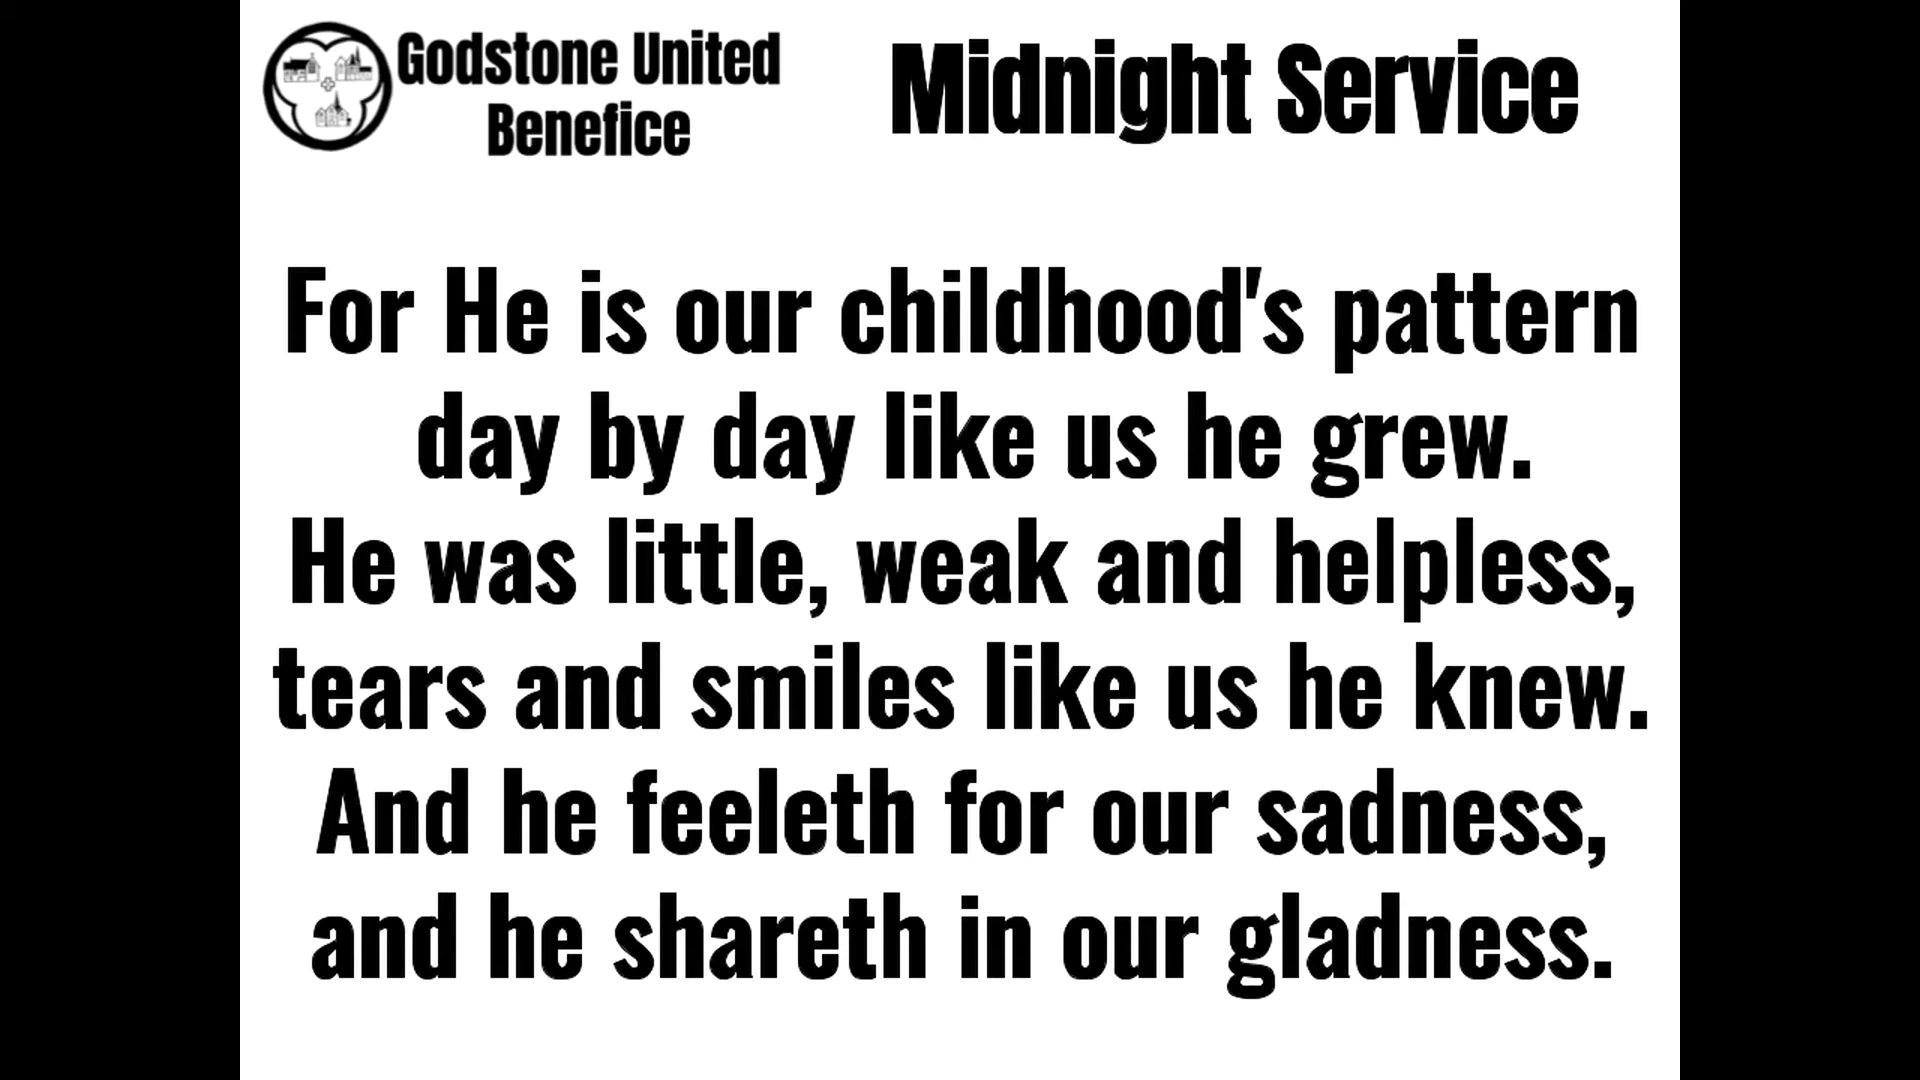 Godstone United
Benefice
Midnight Service
For He is our childhood's pattern
day by day like us he grew.
He was little, weak and helpless,
tears and smiles like us he knew.
And he feeleth for our sadness,
and he shareth in our gladness.